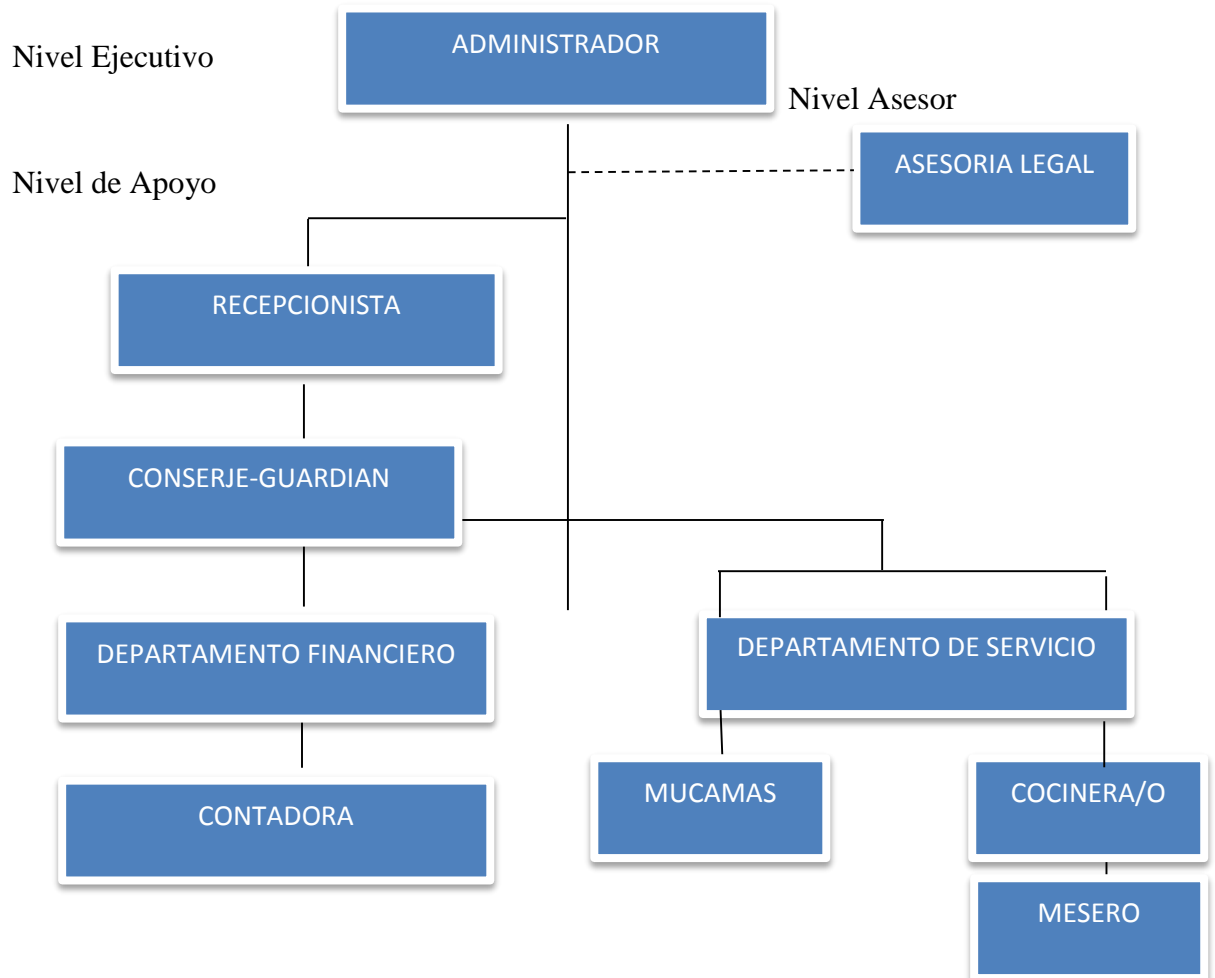 ADMINISTRADOR
Nivel Ejecutivo
Nivel Asesor
ASESORIA LEGAL
Nivel de Apoyo
RECEPCIONISTA
CONSERJE-GUARDIAN
DEPARTAMENTO FINANCIERO
DEPARTAMENTO DE SERVICIO
CONTADORA
MUCAMAS
COCINERA/O
MESERO